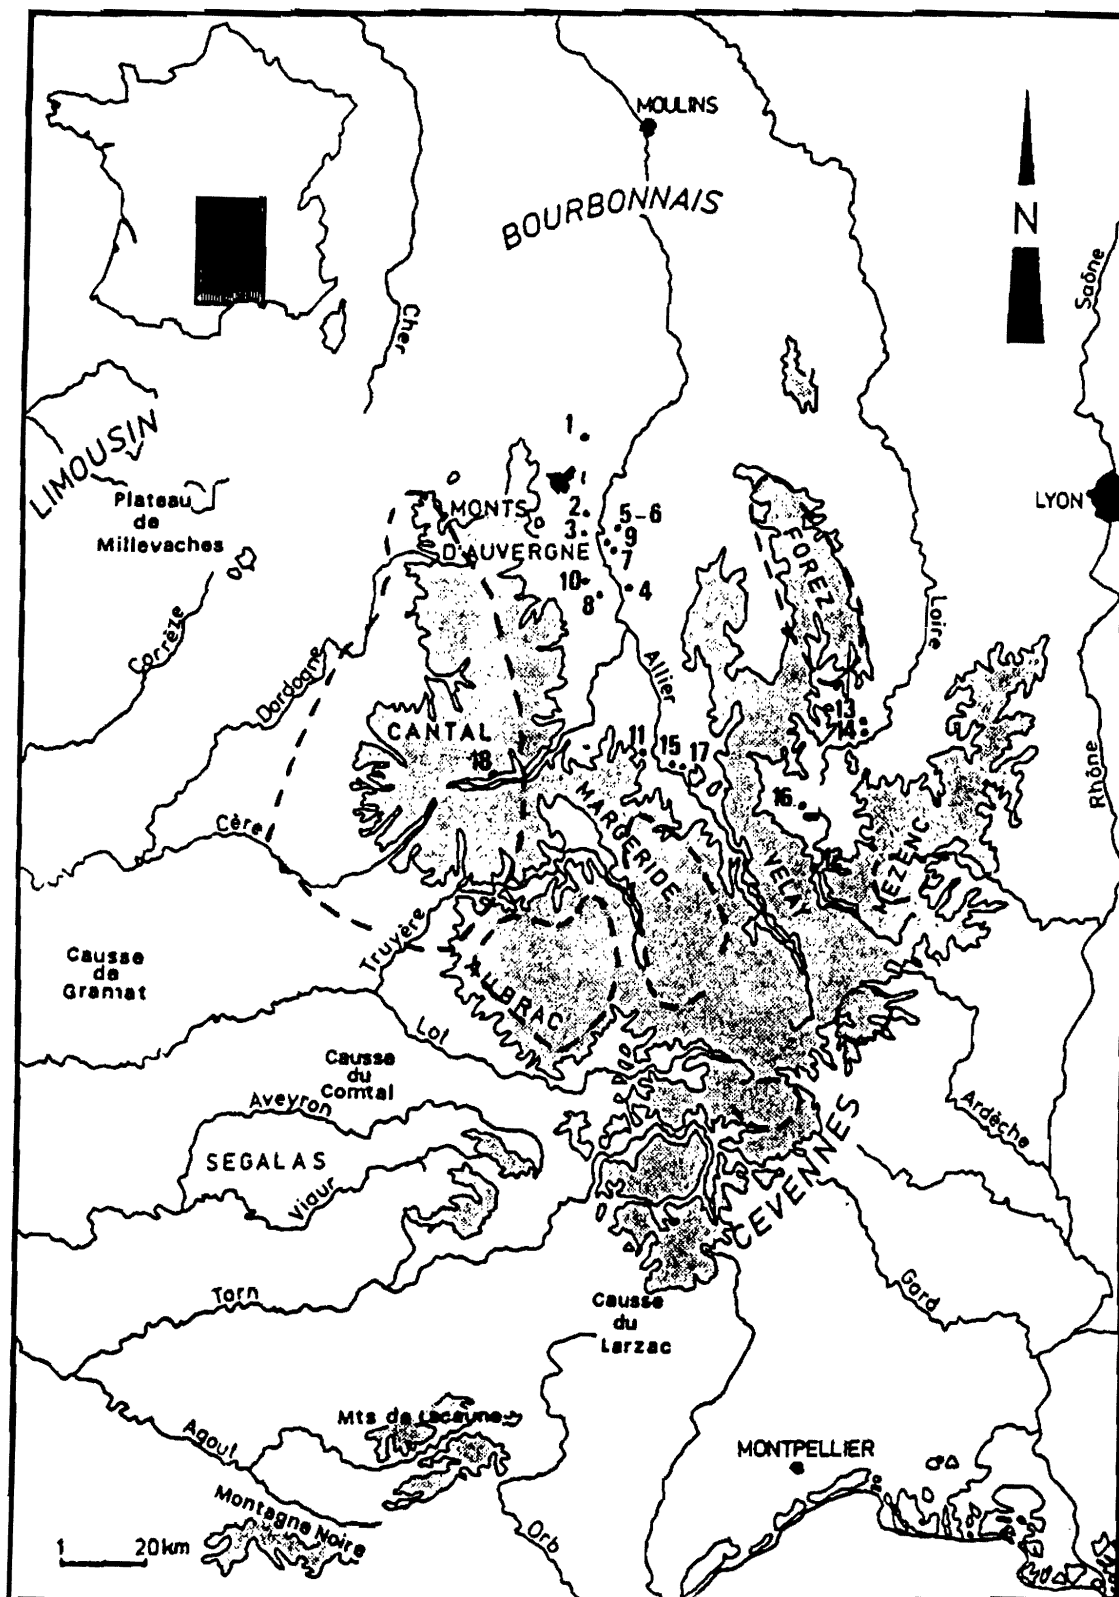 MOULINS
BOURBONNAIS
N
Saône
Cher
LIMOUSIN
1
Plateau
de
Millevaches
MONTS
D'AUVERGNE
2
3
5-6
9
7
10
8
4
LYON
FOREZ
Loire
Corrèze
Dordogne
Allier
CANTAL
13
14
11
15
17
18
16
MARGERIDE
VELAY
12
MEZENC
Rhône
Cère
Truyère
Causse
de
Gramat
AUBRAC
Lot
Causse
du
Comtal
Aveyron
SEGALAS
Viaur
Ardèche
CEVENNES
Tarn
Gard
Causse
du
Larzac
Mts de Lacaune
Agout
MONTPELLIER
Montagne Noire
Orb
1 20km